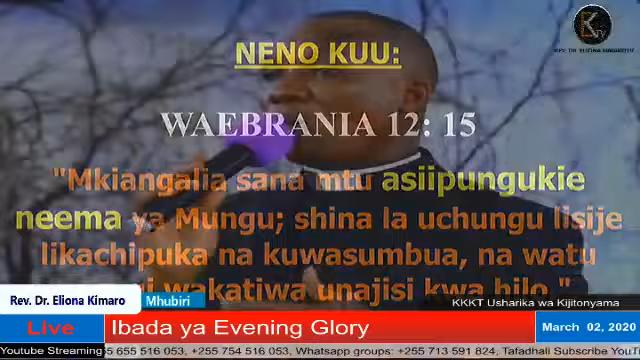 NENO KUU:
WAEBRANIA 12: 15
"Mkiangalia sana mtu asiipungukie
neema ya Mungu; shina la uchungu lisije
likachipuka na kuwasumbua, na watu
wakatiwa unajisi kwa hilo."
Rev. Dr. Eliona Kimaro
Mhubiri
KKKT Usharika wa Kijitonyama
Live
Ibada ya Evening Glory
March 02, 2020
Youtube Streaming
55 655 516 053, +255 754 516 053, Whatsapp groups: +255 713 591 824, Tafadhali Subscribe You